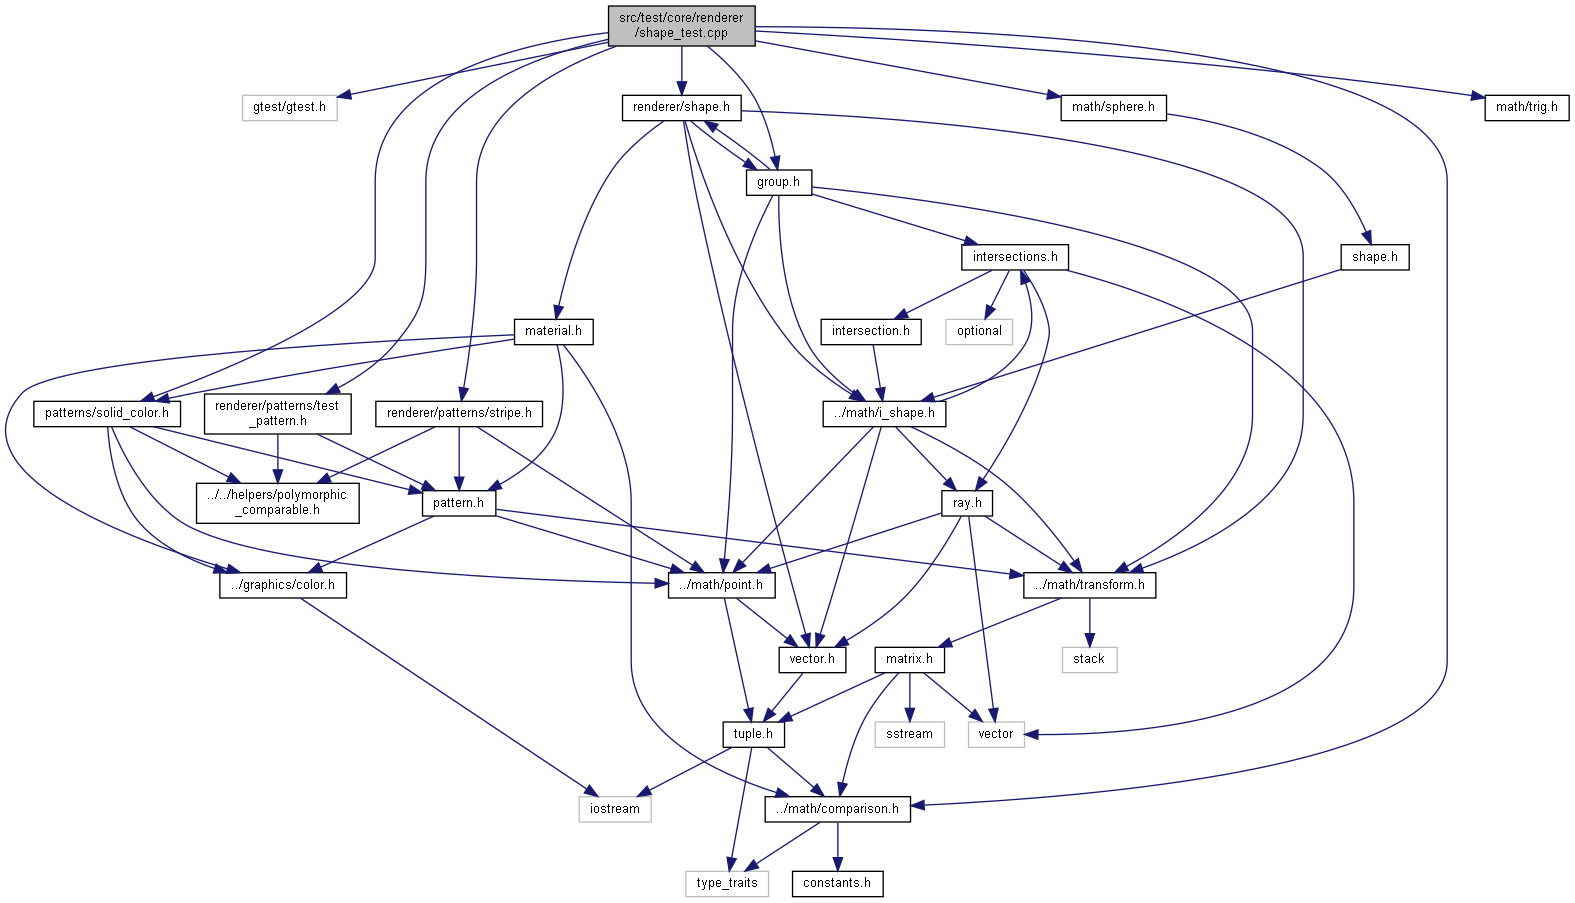 src/test/core/renderer
/shape_test.cpp
gtest/gtest.h
renderer/shape.h
math/sphere.h
math/trig.h
group.h
intersections.h
shape.h
material.h
intersection.h
optional
patterns/solid_color.h
renderer/patterns/test
_pattern.h
renderer/patterns/stripe.h
../math/i_shape.h
../../helpers/polymorphic
_comparable.h
pattern.h
ray.h
../graphics/color.h
../math/point.h
../math/transform.h
vector.h
matrix.h
stack
tuple.h
sstream
vector
iostream
../math/comparison.h
type_traits
constants.h